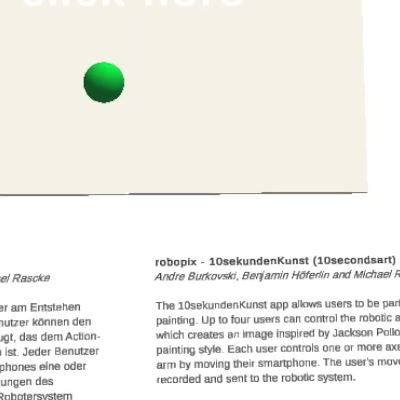 robopix - 10sekundenKunst (10secondsart)
Andre Burkovski, Benjamin Höferlin and Michael R
el Rascke
The 10sekundenKunst app allows users to be par
painting. Up to four users can control the robotic a
which creates an image inspired by Jackson Pollo
painting style. Each user controls one or more axe
arm by moving their smartphone. The user's move
recorded and sent to the robotic system.
er am Entstehen
nutzer können den
ugt, das dem Action-
ist. Jeder Benutzer
phones eine oder
ungen des
Robotersystem